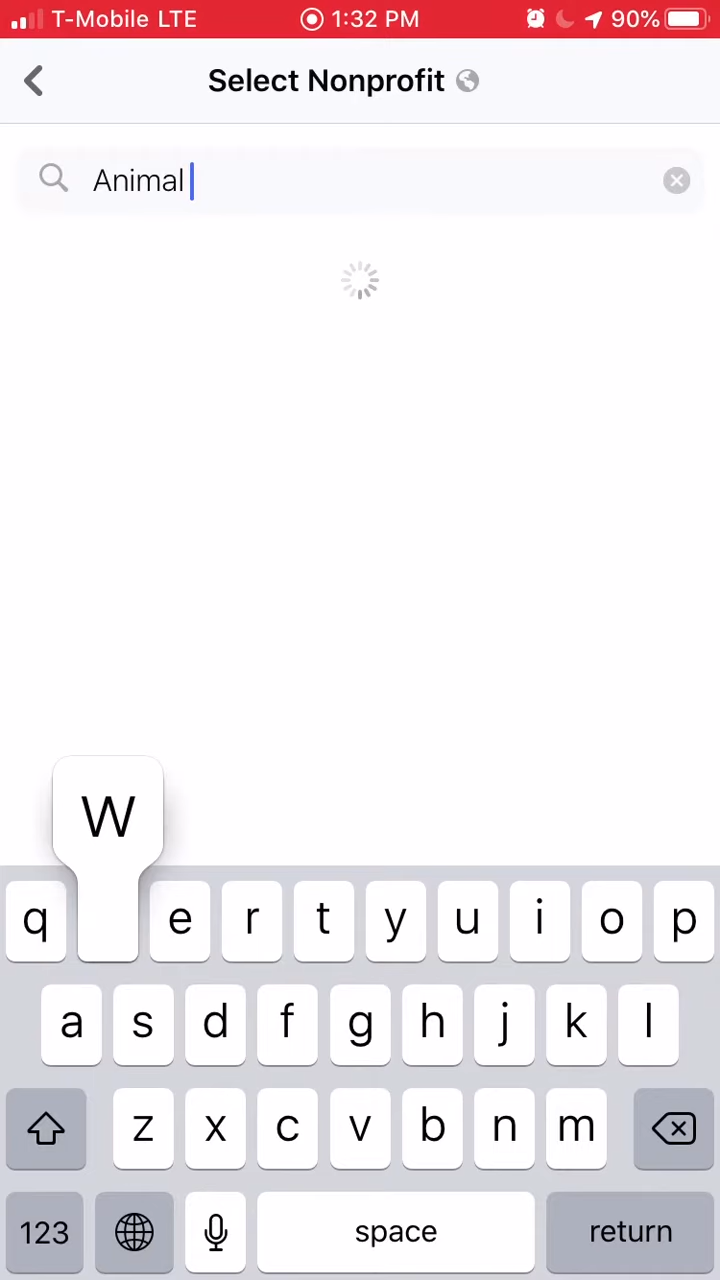 T-Mobile LTE 1:32 PM 90%
Select Nonprofit
Animal
W
q e r t y u i o p
a s d f g h j k l
z x c v b n m
123 space return